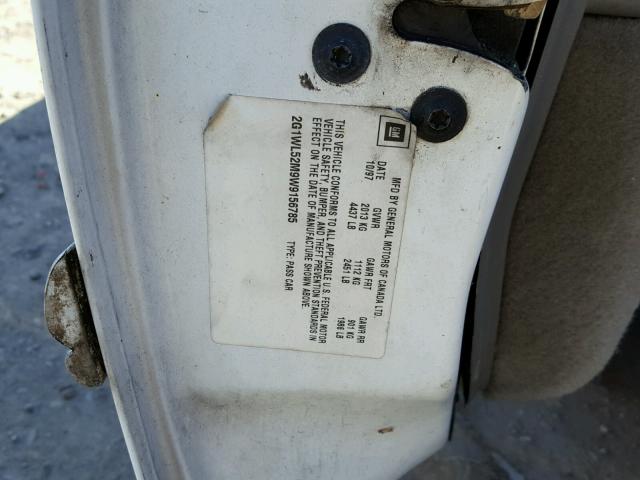 GM
MFD BY GENERAL MOTORS OF CANADA LTD.
DATE GVWR GAWR FRT GAWR RR
10/97 2013 KG 1112 KG 901 KG
4437 LB 2451 LB 1986 LB
THIS VEHICLE CONFORMS TO ALL APPLICABLE U.S. FEDERAL MOTOR
VEHICLE SAFETY, BUMPER, AND THEFT PREVENTION STANDARDS IN
EFFECT ON THE DATE OF MANUFACTURE SHOWN ABOVE.
2G1WL52M9W9156785 TYPE: PASS CAR